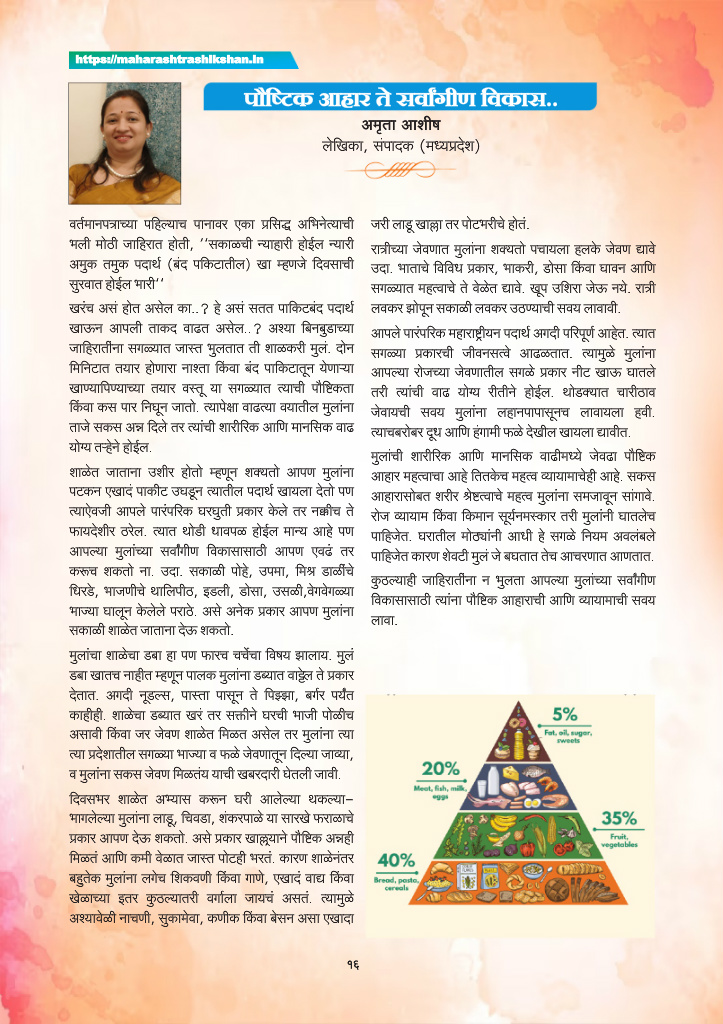 https://maharashtrashikshan.in
पौष्टिक आहार ते सर्वांगीण विकास..
अमृता आशीष
लेखिका, संपादक (मध्यप्रदेश)
वर्तमानपत्राच्या पहिल्याच पानावर एका प्रसिद्ध अभिनेत्याची
भली मोठी जाहिरात होती, ’’सकाळची न्याहारी होईल न्यारी
अमुक तमुक पदार्थ (बंद पकिटातील) खा म्हणजे दिवसाची
सुरवात होईल भारी‘‘
खरंच असं होत असेल का..? हे असं सतत पाकिटबंद पदार्थ
खाऊन आपली ताकद वाढत असेल..? अश्या बिनबुडाच्या
जाहिरातींना सगळ्यात जास्त भुलतात ती शाळकरी मुलं. दोन
मिनिटात तयार होणारा नाश्ता किंवा बंद पाकिटातून येणाऱ्या
खाण्यापिण्याच्या तयार वस्तू या सगळ्यात त्याची पौष्टिकता
किंवा कस पार निघून जातो. त्यापेक्षा वाढत्या वयातील मुलांना
ताजे सकस अन्न दिले तर त्यांची शारीरिक आणि मानसिक वाढ
योग्य तऱ्हेने होईल.
शाळेत जाताना उशीर होतो म्हणून शक्यतो आपण मुलांना
पटकन एखादं पाकीट उघडून त्यातील पदार्थ खायला देतो पण
त्याऐवजी आपले पारंपरिक घरघुती प्रकार केले तर नक्कीच ते
फायदेशीर ठरेल. त्यात थोडी धावपळ होईल मान्य आहे पण
आपल्या मुलांच्या सर्वांगीण विकासासाठी आपण एवढं तर
करूच शकतो ना. उदा. सकाळी पोहे, उपमा, मिश्र डाळींचे
धिरडे, भाजणीचे थालिपीठ, इडली, डोसा, उसळी,वेगवेगळ्या
भाज्या घालून केलेले पराठे. असे अनेक प्रकार आपण मुलांना
सकाळी शाळेत जाताना देऊ शकतो.
मुलांचा शाळेचा डबा हा पण फारच चर्चेचा विषय झालाय. मुलं
डबा खातच नाहीत म्हणून पालक मुलांना डब्यात वाट्टेल ते प्रकार
देतात. अगदी नूडल्स, पास्ता पासून ते पिझ्झा, बर्गर पर्यंत
काहीही. शाळेचा डब्यात खरं तर सक्तीने घरची भाजी पोळीच
असावी किंवा जर जेवण शाळेत मिळत असेल तर मुलांना त्या
त्या प्रदेशातील सगळ्या भाज्या व फळे जेवणातून दिल्या जाव्या,
व मुलांना सकस जेवण मिळतंय याची खबरदारी घेतली जावी.
दिवसभर शाळेत अभ्यास करून घरी आलेल्या थकल्या–
भागलेल्या मुलांना लाडू, चिवडा, शंकरपाळे या सारखे फराळाचे
प्रकार आपण देऊ शकतो. असे प्रकार खाल्ल्याने पौष्टिक अन्नही
मिळतं आणि कमी वेळात जास्त पोटही भरतं. कारण शाळेनंतर
बहुतेक मुलांना लगेच शिकवणी किंवा गाणे, एखादं वाद्य किंवा
खेळाच्या इतर कुठल्यातरी वर्गाला जायचं असतं. त्यामुळे
अश्यावेळी नाचणी, सुकामेवा, कणीक किंवा बेसन असा एखादा
जरी लाडू खाल्ला तर पोटभरीचे होतं.
रात्रीच्या जेवणात मुलांना शक्यतो पचायला हलके जेवण द्यावे
उदा. भाताचे विविध प्रकार, भाकरी, डोसा किंवा घावन आणि
सगळ्यात महत्वाचे ते वेळेत द्यावे. खूप उशिरा जेऊ नये. रात्री
लवकर झोपून सकाळी लवकर उठण्याची सवय लावावी.
आपले पारंपरिक महाराष्ट्रीयन पदार्थ अगदी परिपूर्ण आहेत. त्यात
सगळ्या प्रकारची जीवनसत्वे आढळतात. त्यामुळे मुलांना
आपल्या रोजच्या जेवणातील सगळे प्रकार नीट खाऊ घातले
तरी त्यांची वाढ योग्य रीतीने होईल. थोडक्यात चारीठाव
जेवायची सवय मुलांना लहानपापासूनच लावायला हवी.
त्याचबरोबर दूध आणि हंगामी फळे देखील खायला द्यावीत.
मुलांची शारीरिक आणि मानसिक वाढीमध्ये जेवढा पौष्टिक
आहार महत्वाचा आहे तितकेच महत्व व्यायामाचेही आहे. सकस
आहारासोबत शरीर श्रेष्टत्वाचे महत्व मुलांना समजावून सांगावे.
रोज व्यायाम किंवा किमान सूर्यनमस्कार तरी मुलांनी घातलेच
पाहिजेत. घरातील मोठ्यांनी आधी हे सगळे नियम अवलंबले
पाहिजेत कारण शेवटी मुलं जे बघतात तेच आचरणात आणतात.
कुठल्याही जाहिरातींना न भुलता आपल्या मुलांच्या सर्वांगीण
विकासासाठी त्यांना पौष्टिक आहाराची आणि व्यायामाची सवय
लावा.
5%
Fat, oil, sugar,
sweets
20%
Meat, fish, milk,
eggs
35%
Fruit,
vegetables
40%
Bread, pasta,
cereals
१६